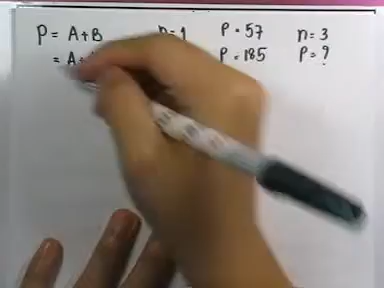 P = A + B n = 1 P = 57 n = 3
= A + P = 185 P = ?